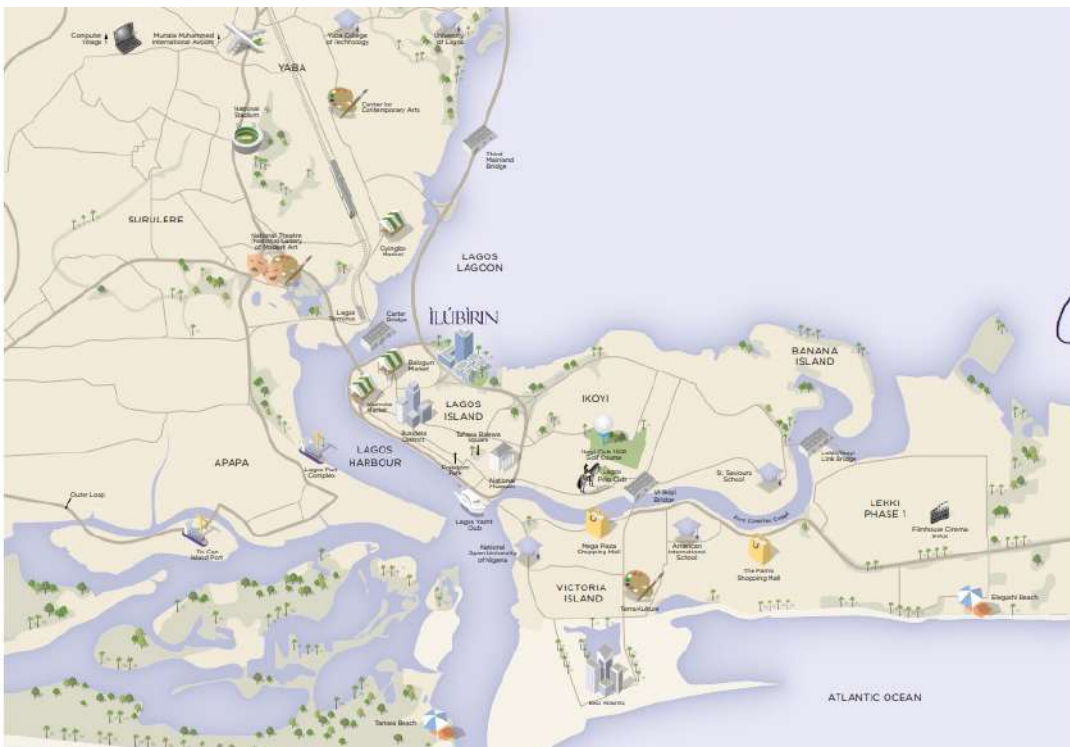 Computer
Village
Murtala Muhammed
International Airport
Yaba College
of Technology
University
of Lagos
YABA
Center for
Contemporary Arts
National
Stadium
Third
Mainland
Bridge
SURULERE
National Theatre
National Gallery
of Modern Art
Oyingbo
Market
LAGOS
LAGOON
Lagos
Terminus
Carter
Bridge
ÌLÚBÌRIN
Balogun
Market
Market
BANANA
ISLAND
LAGOS
ISLAND
IKOYI
Business
District
Tafawa Balewa
Square
Freedom
Park
National
Museum
Ikoyi Club 1938
Golf Course
Lagos
Polo Club
LAGOS
HARBOUR
APAPA
Lagos Port
Complex
Outer Loop
Tin Can
Island Port
Lagos Yacht
Club
VI-Ikoyi
Bridge
St. Saviours
School
Lekki-Ikoyi
Link Bridge
LEKKI
PHASE 1
Filmhouse Cinema
IMAX
Five Cowries Creek
National
Open University
of Nigeria
Mega Plaza
Shopping Mall
American
International
School
The Palms
Shopping Mall
VICTORIA
ISLAND
Terra Kulture
Elegushi Beach
Eko Atlantic
ATLANTIC OCEAN
Tarkwa Beach